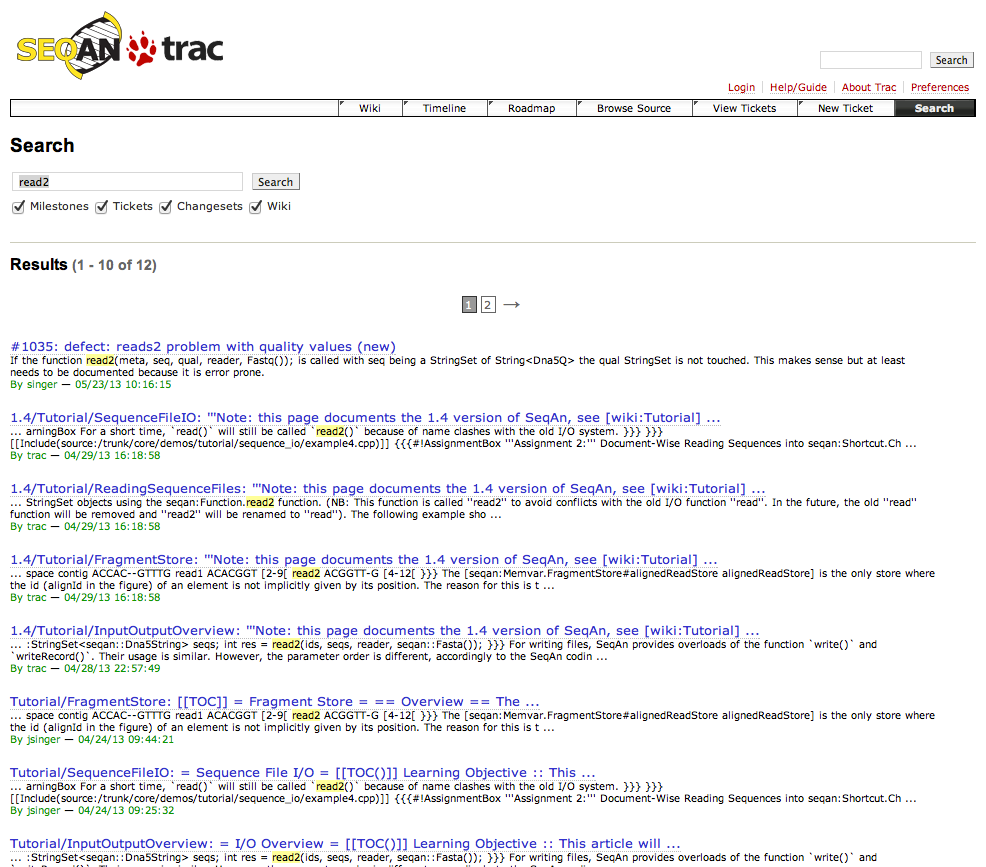 SEQAN trac
Search
Login Help/Guide About Trac Preferences
Wiki Timeline Roadmap Browse Source View Tickets New Ticket Search
Search
read2 Search
Milestones Tickets Changesets Wiki
Results (1 - 10 of 12)
1 2 →
#1035: defect: reads2 problem with quality values (new)
If the function read2(meta, seq, qual, reader, Fastq()); is called with seq being a StringSet of String<Dna5Q> the qual StringSet is not touched. This makes sense but at least
needs to be documented because it is error prone.
By singer — 05/23/13 10:16:15
1.4/Tutorial/SequenceFileIO: '''Note: this page documents the 1.4 version of SeqAn, see [wiki:Tutorial] ...
... arningBox For a short time, `read()` will still be called `read2()` because of name clashes with the old I/O system. }}} }}}
[[Include(source:/trunk/core/demos/tutorial/sequence_io/example4.cpp)]] {{{#!AssignmentBox '''Assignment 2:''' Document-Wise Reading Sequences into seqan:Shortcut.Ch ...
By trac — 04/29/13 16:18:58
1.4/Tutorial/ReadingSequenceFiles: '''Note: this page documents the 1.4 version of SeqAn, see [wiki:Tutorial] ...
... StringSet objects using the seqan:Function.read2 function. (NB: This function is called ''read2'' to avoid conflicts with the old I/O function ''read''. In the future, the old ''read''
function will be removed and ''read2'' will be renamed to ''read''). The following example sho ...
By trac — 04/29/13 16:18:58
1.4/Tutorial/FragmentStore: '''Note: this page documents the 1.4 version of SeqAn, see [wiki:Tutorial] ...
... space contig ACCAC--GTTTG read1 ACACGGT [2-9[ read2 ACGGTT-G [4-12[ }}} The [seqan:Memvar.FragmentStore#alignedReadStore alignedReadStore] is the only store where
the id (alignId in the figure) of an element is not implicitly given by its position. The reason for this is t ...
By trac — 04/29/13 16:18:58
1.4/Tutorial/InputOutputOverview: '''Note: this page documents the 1.4 version of SeqAn, see [wiki:Tutorial] ...
... :StringSet<seqan::Dna5String> seqs; int res = read2(ids, seqs, reader, seqan::Fasta()); }}} For writing files, SeqAn provides overloads of the function `write()` and
`writeRecord()`. Their usage is similar. However, the parameter order is different, accordingly to the SeqAn codin ...
By trac — 04/28/13 22:57:49
Tutorial/FragmentStore: [[TOC]] = Fragment Store = == Overview == The ...
... space contig ACCAC--GTTTG read1 ACACGGT [2-9[ read2 ACGGTT-G [4-12[ }}} The [seqan:Memvar.FragmentStore#alignedReadStore alignedReadStore] is the only store where
the id (alignId in the figure) of an element is not implicitly given by its position. The reason for this is t ...
By jsinger — 04/24/13 09:44:21
Tutorial/SequenceFileIO: = Sequence File I/O = [[TOC()]] Learning Objective :: This ...
... arningBox For a short time, `read()` will still be called `read2()` because of name clashes with the old I/O system. }}} }}}
[[Include(source:/trunk/core/demos/tutorial/sequence_io/example4.cpp)]] {{{#!AssignmentBox '''Assignment 2:''' Document-Wise Reading Sequences into seqan:Shortcut.Ch ...
By jsinger — 04/24/13 09:25:32
Tutorial/InputOutputOverview: = I/O Overview = [[TOC()]] Learning Objective :: This article will ...
... :StringSet<seqan::Dna5String> seqs; int res = read2(ids, seqs, reader, seqan::Fasta()); }}} For writing files, SeqAn provides overloads of the function `write()` and